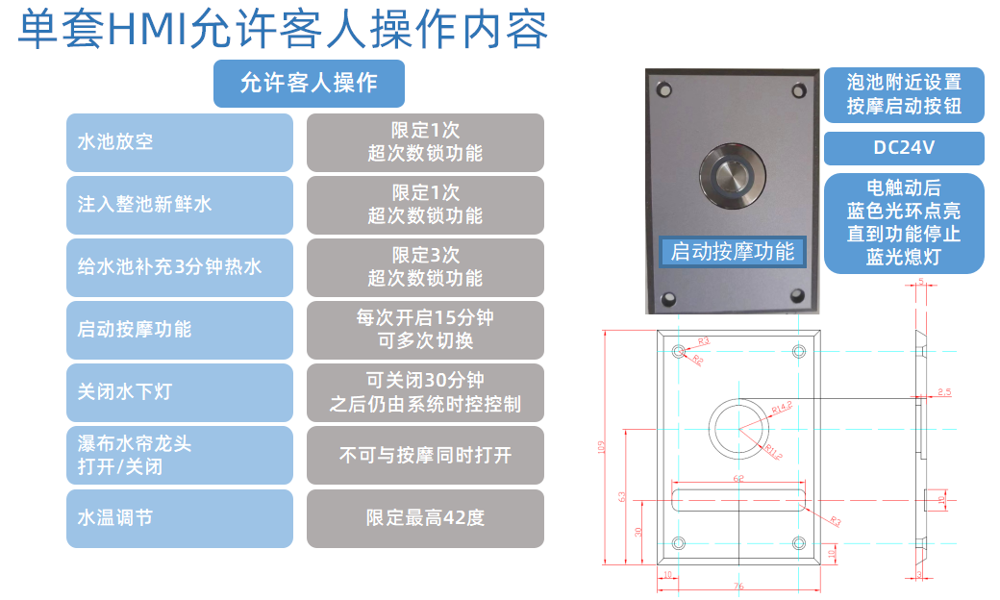 单套HMI允许客人操作内容
允许客人操作
水池放空
限定1次
超次数锁功能
注入整池新鲜水
限定1次
超次数锁功能
给水池补充3分钟热水
限定3次
超次数锁功能
启动按摩功能
每次开启15分钟
可多次切换
关闭水下灯
可关闭30分钟
之后仍由系统时控控制
瀑布水帘龙头
打开/关闭
不可与按摩同时打开
水温调节
限定最高42度
启动按摩功能
泡池附近设置
按摩启动按钮
DC24V
电触动后
蓝色光环点亮
直到功能停止
蓝光熄灯
5
R3
R2
2,5
R14,2
R11,2
109
63
62
30
R3
10
10
10
76
3